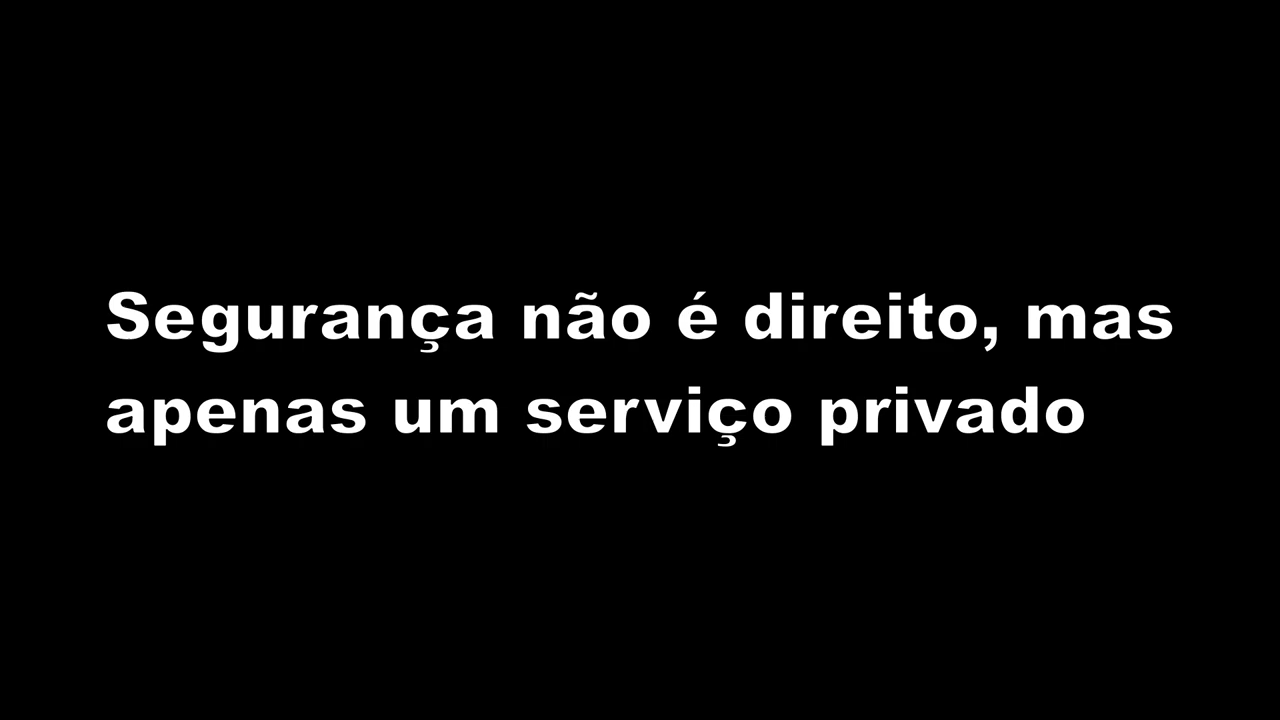 Segurança não é direito, mas
apenas um serviço privado